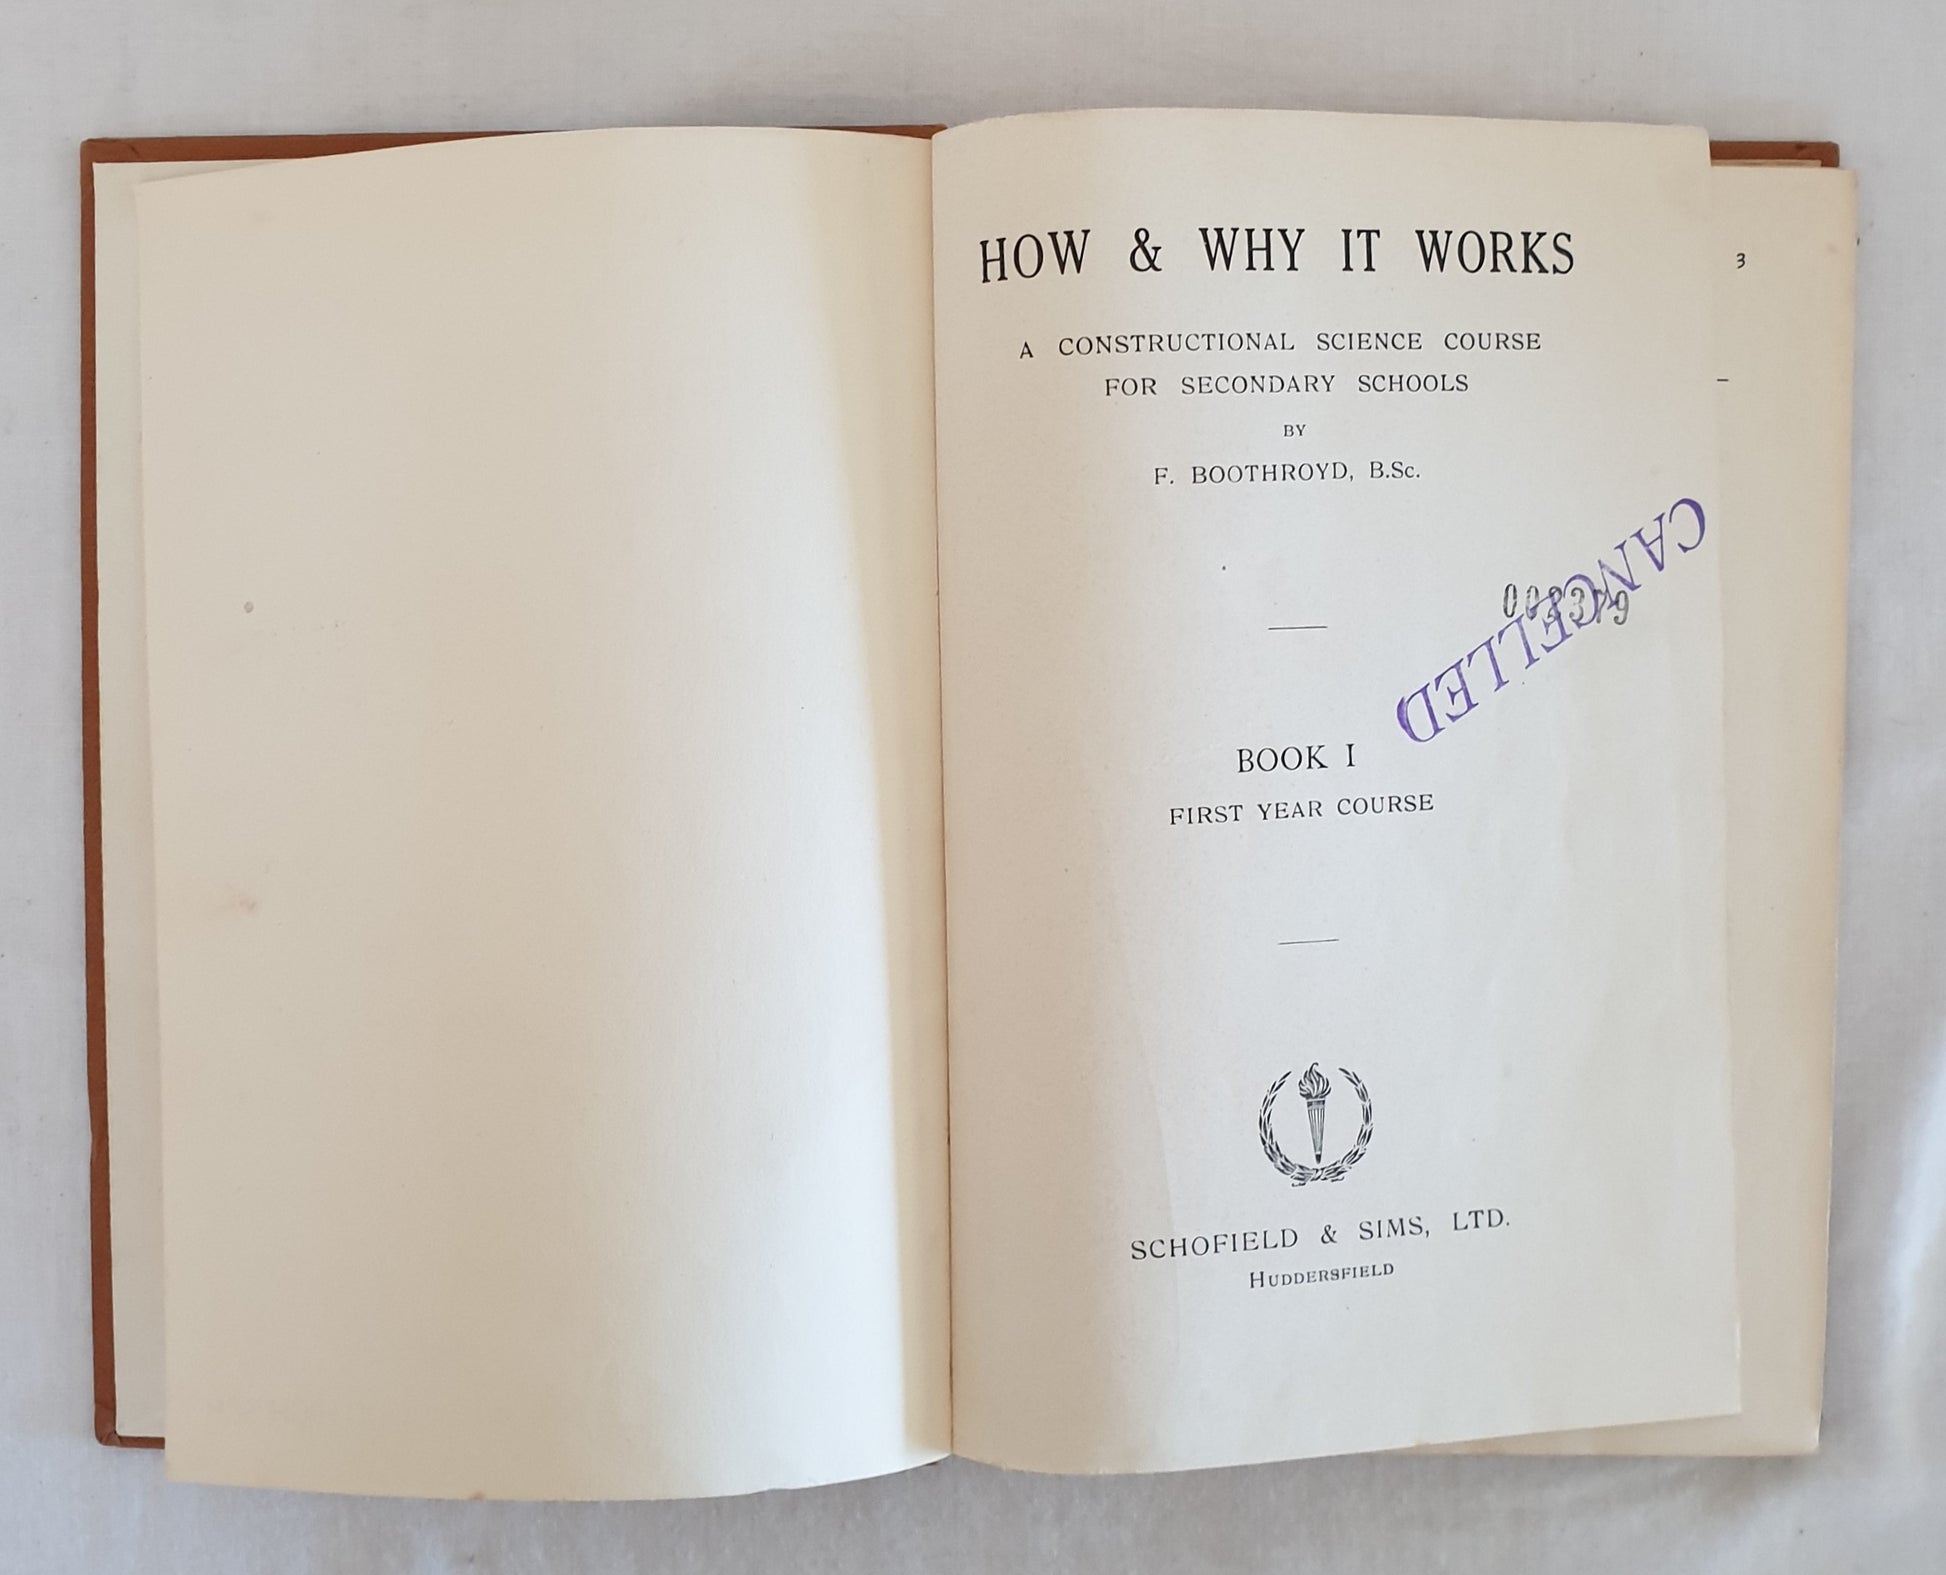 HOW & WHY IT WORKS
A CONSTRUCTIONAL SCIENCE COURSE
FOR SECONDARY SCHOOLS
BY
F. BOOTHROYD, B.Sc.
CANCELLED
BOOK I
FIRST YEAR COURSE
SCHOFIELD & SIMS, LTD.
HUDDERSFIELD
3